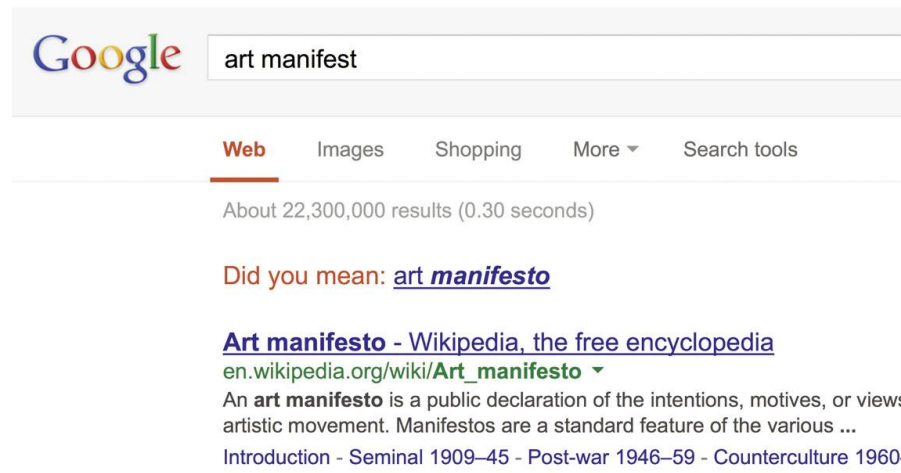 Google
art manifest
Web Images Shopping More Search tools
About 22,300,000 results (0.30 seconds)
Did you mean: art manifesto
Art manifesto - Wikipedia, the free encyclopedia
en.wikipedia.org/wiki/Art_manifesto
An art manifesto is a public declaration of the intentions, motives, or views
artistic movement. Manifestos are a standard feature of the various ...
Introduction - Seminal 1909–45 - Post-war 1946–59 - Counterculture 1960-